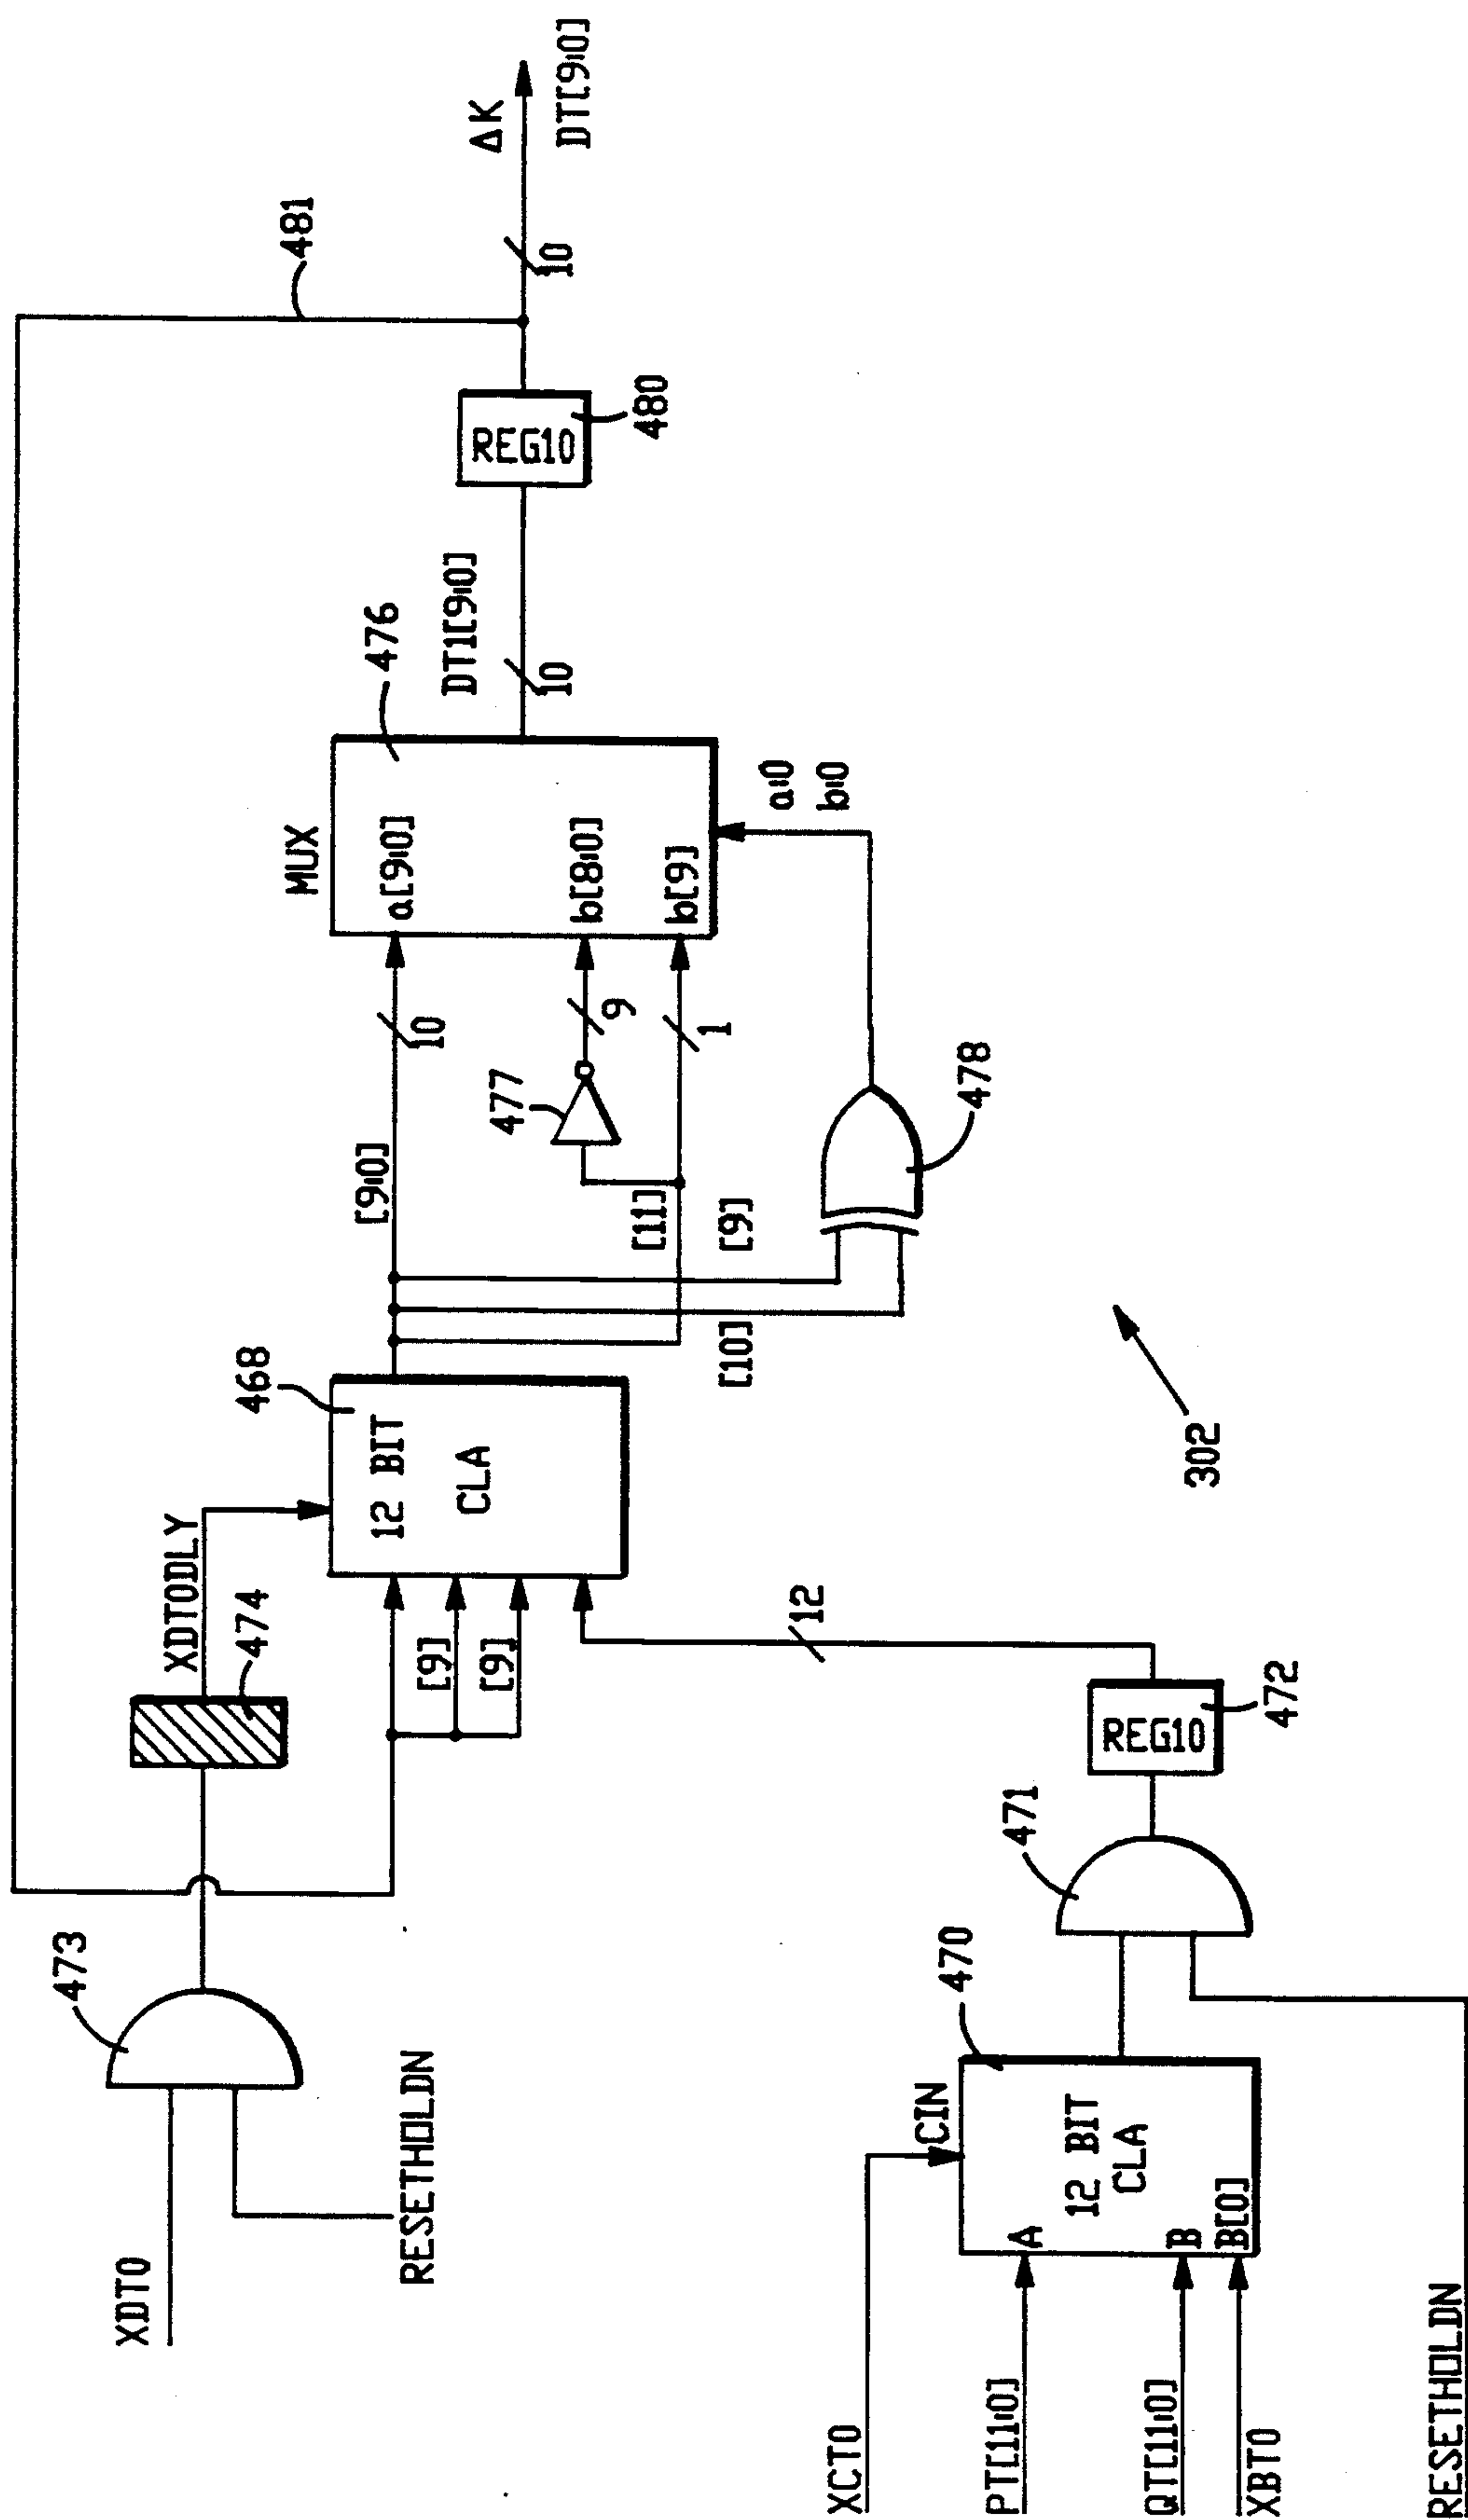 XDT0
RESETHOLDN
473
474
XDTODLY
[9]
[9]
468
12 BIT
CLA
[9:0]
[11]
[9]
[10]
10
477
9
1
478
MUX
a[9:0]
b[8:0]
b[9]
a:0
b:0
476
DT1[9:0]
10
REG10
480
481
10
ΔK
DT[9:0]
XCT0
CIN
PT[11:0]
A
QT[11:0]
B
XBT0
B[0]
12 BIT
CLA
470
RESETHOLDN
471
REG10
472
12
302